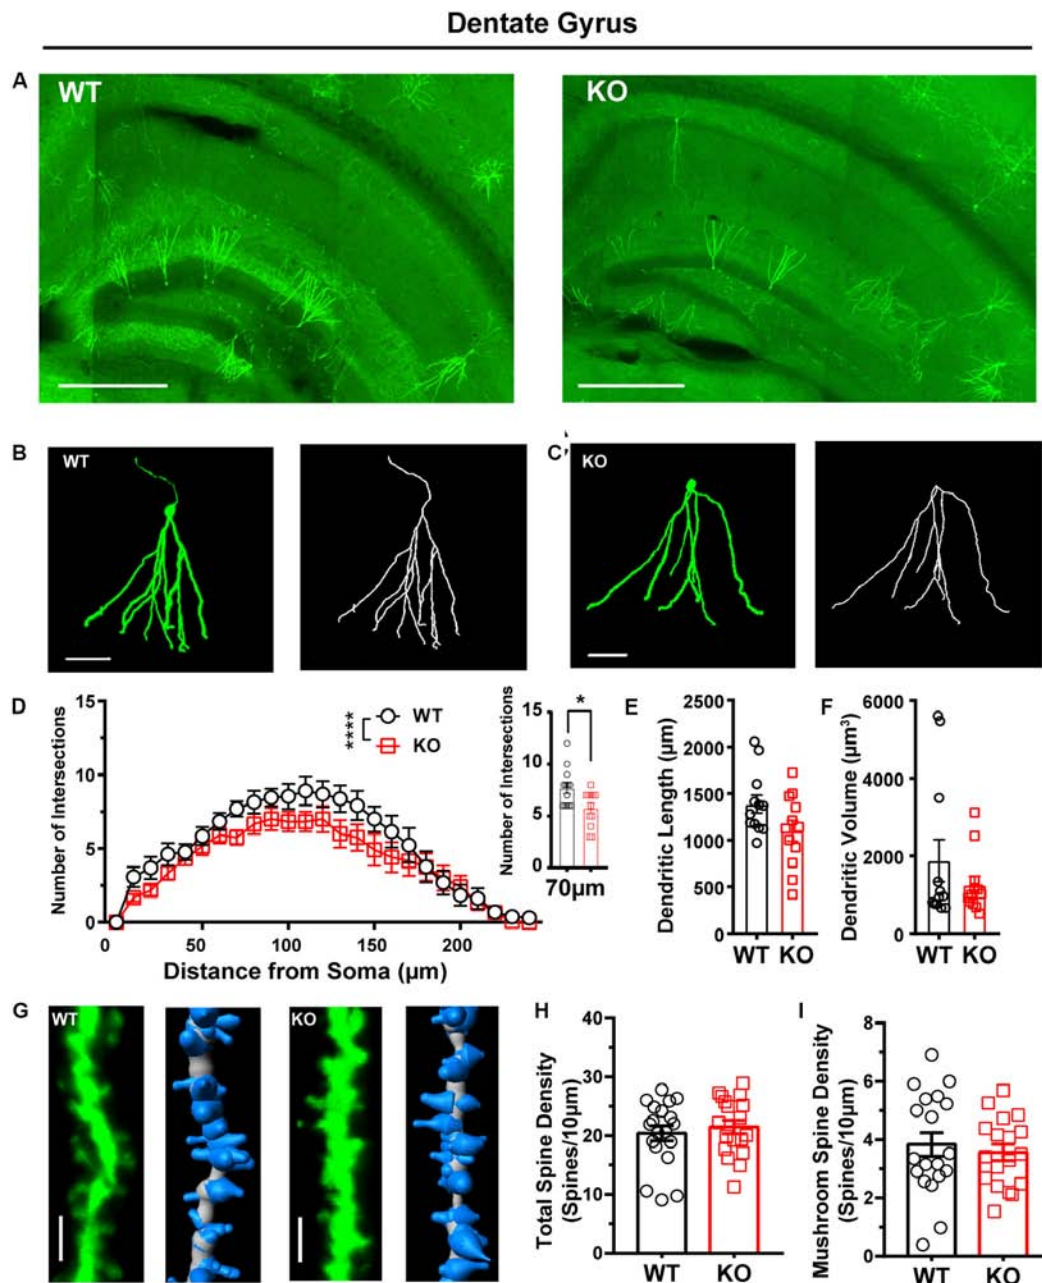 Dentate Gyrus
A
WT
KO
B
WT
C
KO
D
Number of Intersections
15
10
5
0
50
100
150
200
Distance from Soma (µm)
****
WT
KO
Number of Intersections
15
10
5
0
*
70µm
E
Dendritic Length (µm)
2500
2000
1500
1000
500
0
WT KO
F
Dendritic Volume (µm³)
6000
4000
2000
0
WT KO
G
WT
KO
H
Total Spine Density
(Spines/10µm)
40
30
20
10
0
WT KO
I
Mushroom Spine Density
(Spines/10µm)
8
6
4
2
0
WT KO